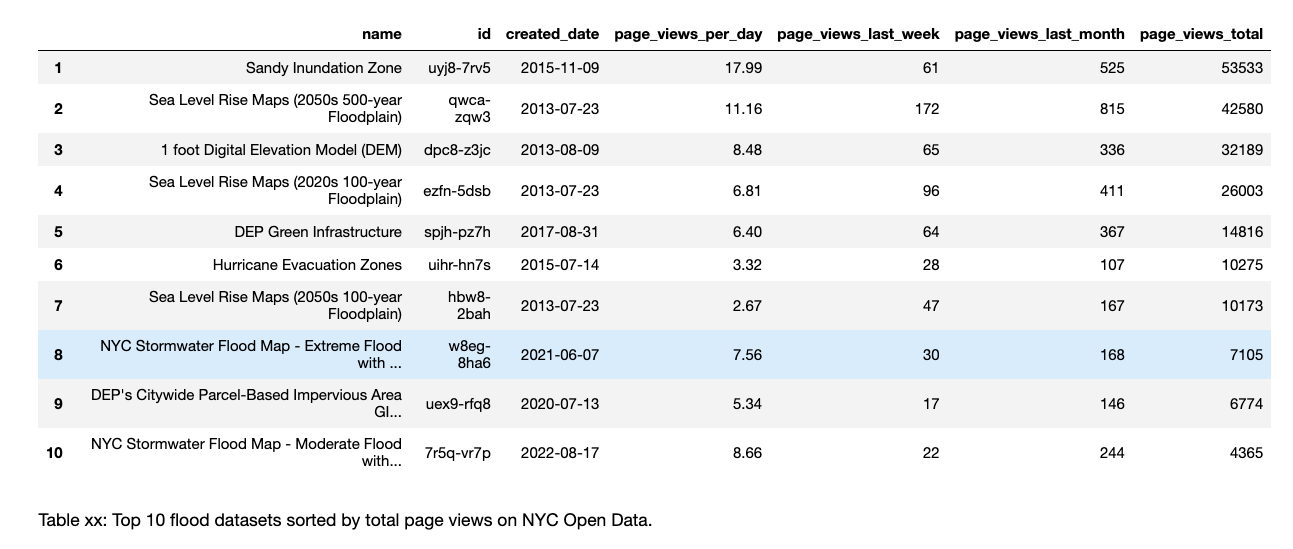 name id created_date page_views_per_day page_views_last_week page_views_last_month page_views_total
1 Sandy Inundation Zone uyj8-7rv5 2015-11-09 17.99 61 525 53533
2 Sea Level Rise Maps (2050s 500-year Floodplain) qwca-zqw3 2013-07-23 11.16 172 815 42580
3 1 foot Digital Elevation Model (DEM) dpc8-z3jc 2013-08-09 8.48 65 336 32189
4 Sea Level Rise Maps (2020s 100-year Floodplain) ezfn-5dsb 2013-07-23 6.81 96 411 26003
5 DEP Green Infrastructure spjh-pz7h 2017-08-31 6.40 64 367 14816
6 Hurricane Evacuation Zones uihr-hn7s 2015-07-14 3.32 28 107 10275
7 Sea Level Rise Maps (2050s 100-year Floodplain) hbw8-2bah 2013-07-23 2.67 47 167 10173
8 NYC Stormwater Flood Map - Extreme Flood with ... w8eg-8ha6 2021-06-07 7.56 30 168 7105
9 DEP's Citywide Parcel-Based Impervious Area GI... uex9-rfq8 2020-07-13 5.34 17 146 6774
10 NYC Stormwater Flood Map - Moderate Flood with... 7r5q-vr7p 2022-08-17 8.66 22 244 4365
Table xx: Top 10 flood datasets sorted by total page views on NYC Open Data.